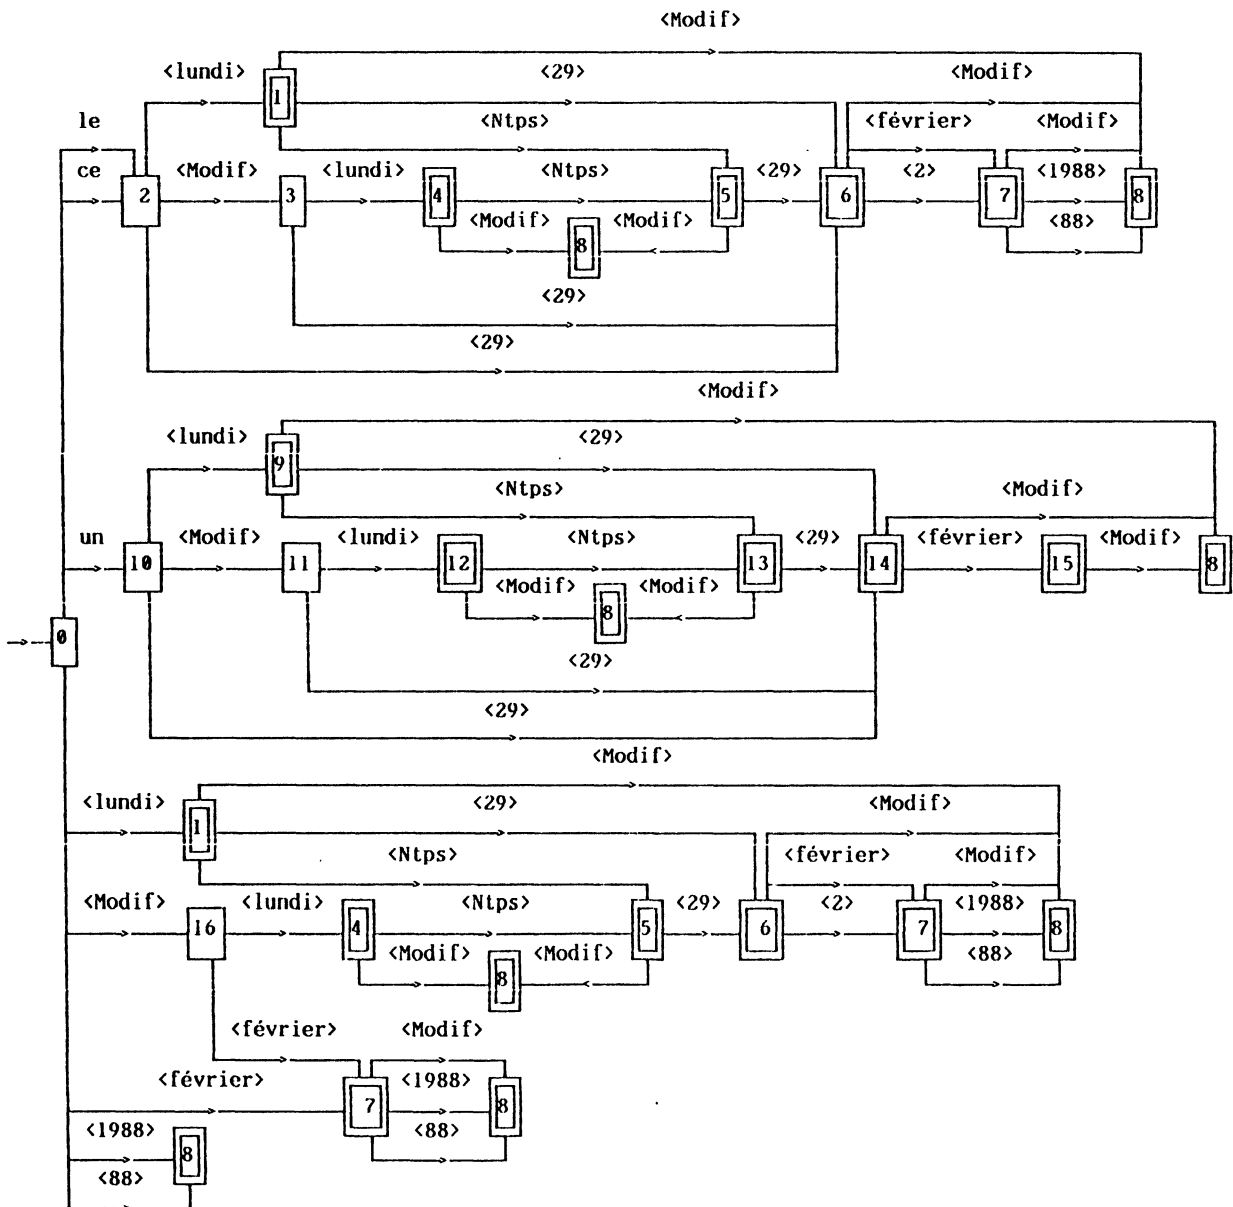 <Modif>
<lundi> <29> <Modif>
1
le <Ntps> <février> <Modif>
ce <Modif> <lundi> <Ntps> <29> <2> <1988>
2 3 4 5 6 7 8
<Modif> <Modif> <88>
8
<29>
<29>
<Modif>
<lundi> <29>
9
<Ntps> <Modif>
un <Modif> <lundi> <Ntps> <29> <février> <Modif>
10 11 12 13 14 15 8
<Modif> <Modif>
8
0
<29>
<29>
<Modif>
<lundi> <29> <Modif>
1
<Ntps> <février> <Modif>
<Modif> <lundi> <Ntps> <29> <2> <1988>
16 4 5 6 7 8
<Modif> <Modif> <88>
8
<février> <Modif>
<février> <1988>
7 8
<1988> <88>
8
<88>